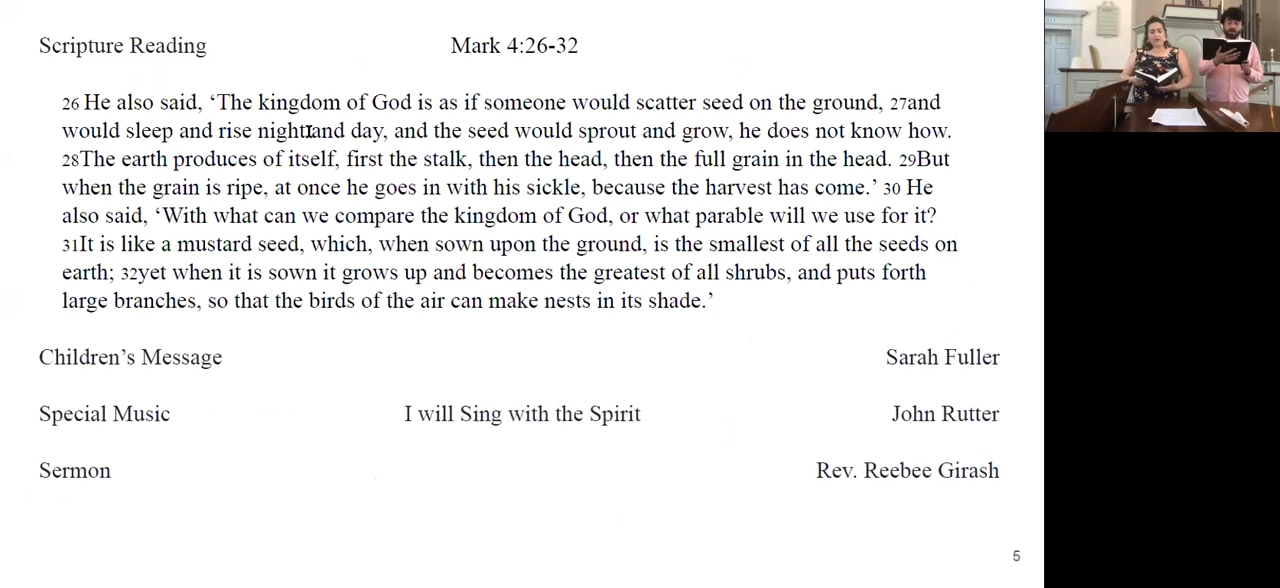 Scripture Reading Mark 4:26-32
26 He also said, ‘The kingdom of God is as if someone would scatter seed on the ground, 27and
would sleep and rise night and day, and the seed would sprout and grow, he does not know how.
28The earth produces of itself, first the stalk, then the head, then the full grain in the head. 29But
when the grain is ripe, at once he goes in with his sickle, because the harvest has come.’ 30 He
also said, ‘With what can we compare the kingdom of God, or what parable will we use for it?
31It is like a mustard seed, which, when sown upon the ground, is the smallest of all the seeds on
earth; 32yet when it is sown it grows up and becomes the greatest of all shrubs, and puts forth
large branches, so that the birds of the air can make nests in its shade.’
Children’s Message Sarah Fuller
Special Music I will Sing with the Spirit John Rutter
Sermon Rev. Reebee Girash
5